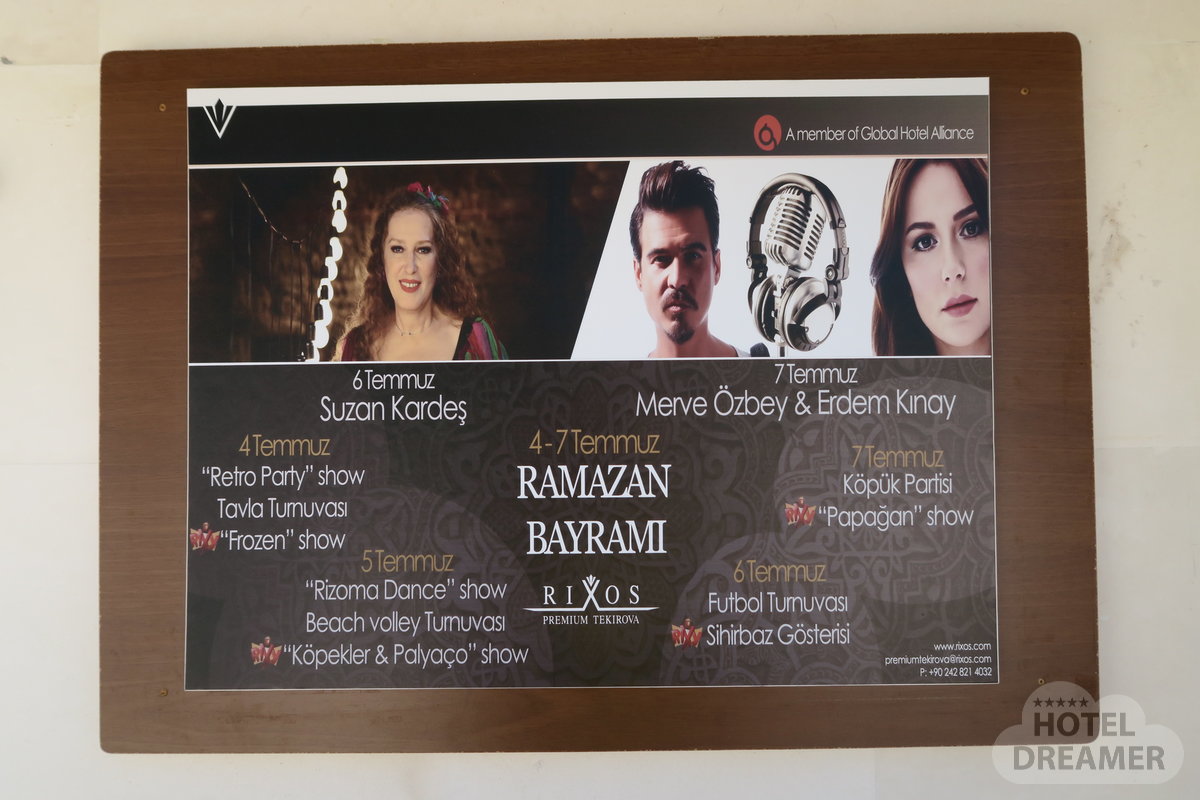 A member of Global Hotel Alliance
6 Temmuz
Suzan Kardeş
7 Temmuz
Merve Özbey & Erdem Kınay
4 Temmuz
“Retro Party” show
Tavla Turnuvası
“Frozen” show
5 Temmuz
“Rizoma Dance” show
Beach volley Turnuvası
“Köpekler & Palyaço” show
4 - 7 Temmuz
RAMAZAN
BAYRAMI
RIXOS
PREMIUM TEKIROVA
7 Temmuz
Köpük Partisi
“Papağan” show
6 Temmuz
Futbol Turnuvası
Sihirbaz Gösterisi
www.rixos.com
premiumtekirova@rixos.com
P: +90 242 821 4032
HOTEL
DREAMER